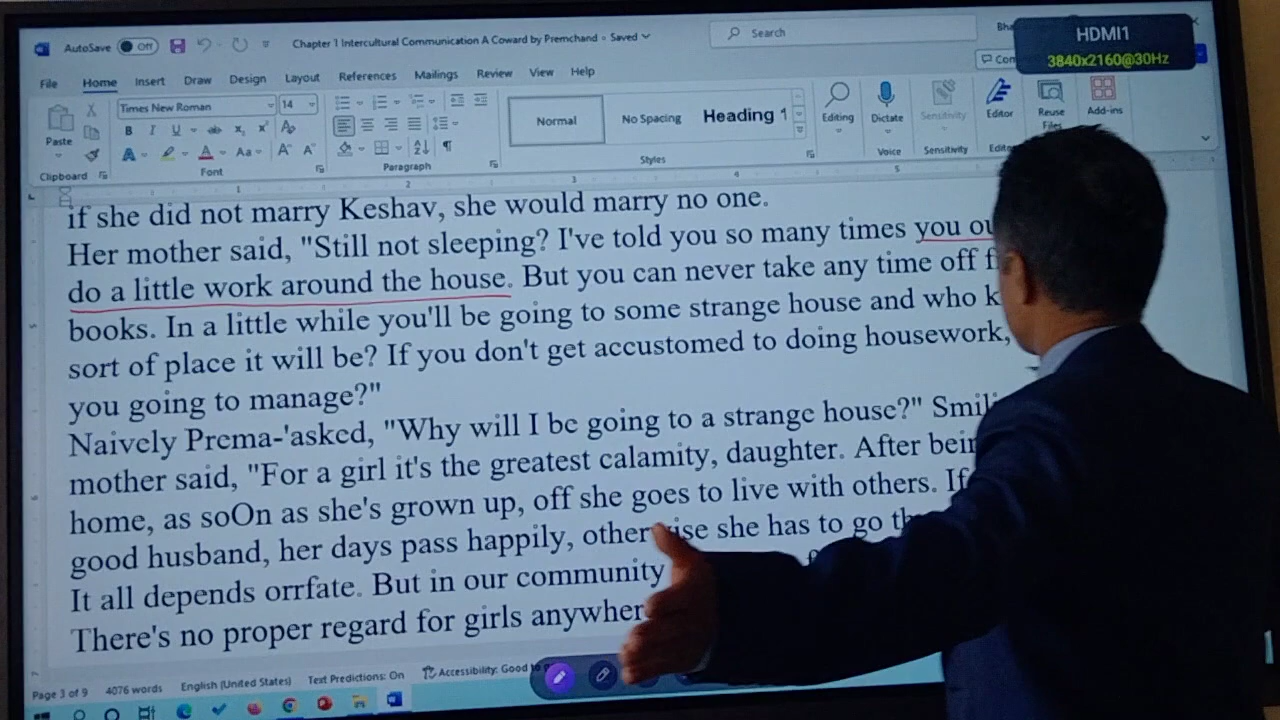 AutoSave Off Chapter 1 Intercultural Communication A Coward by Premchand • Saved Search
HDMI1
3840x2160@30Hz
File Home Insert Draw Design Layout References Mailings Review View Help
Times New Roman 14
Paste
Normal No Spacing Heading 1
Editing Dictate Sensitivity Editor Reuse Files Add-ins
Clipboard Font Paragraph Styles Voice Sensitivity
if she did not marry Keshav, she would marry no one.
Her mother said, "Still not sleeping? I've told you so many times you
do a little work around the house. But you can never take any time off
books. In a little while you'll be going to some strange house and who
sort of place it will be? If you don't get accustomed to doing housework,
you going to manage?"
Naively Prema-'asked, "Why will I be going to a strange house?"
mother said, "For a girl it's the greatest calamity, daughter. After
home, as soOn as she's grown up, off she goes to live with others. If
good husband, her days pass happily, otherwise she has to go
It all depends orrfate. But in our community
There's no proper regard for girls
Page 3 of 9 4076 words English (United States) Text Predictions: On Accessibility: Good